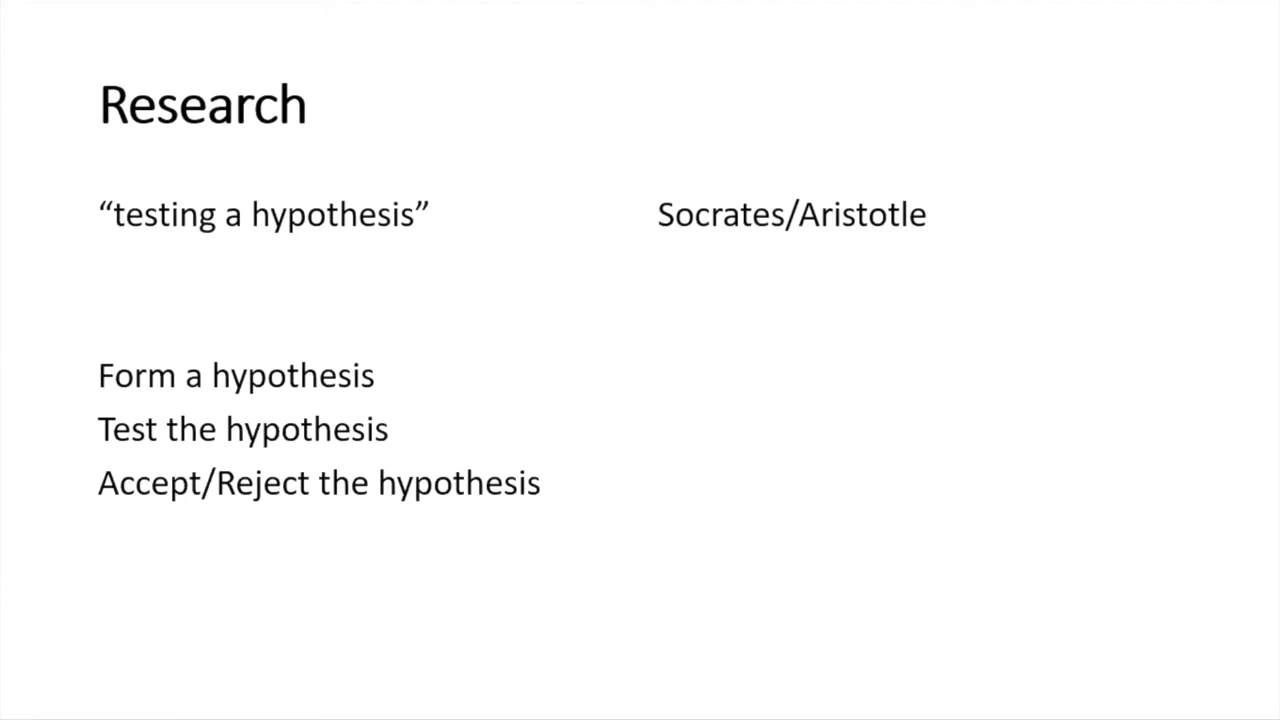 Research
“testing a hypothesis” Socrates/Aristotle
Form a hypothesis
Test the hypothesis
Accept/Reject the hypothesis